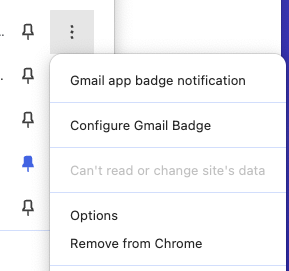 Gmail app badge notification
Configure Gmail Badge
Can't read or change site's data
Options
Remove from Chrome